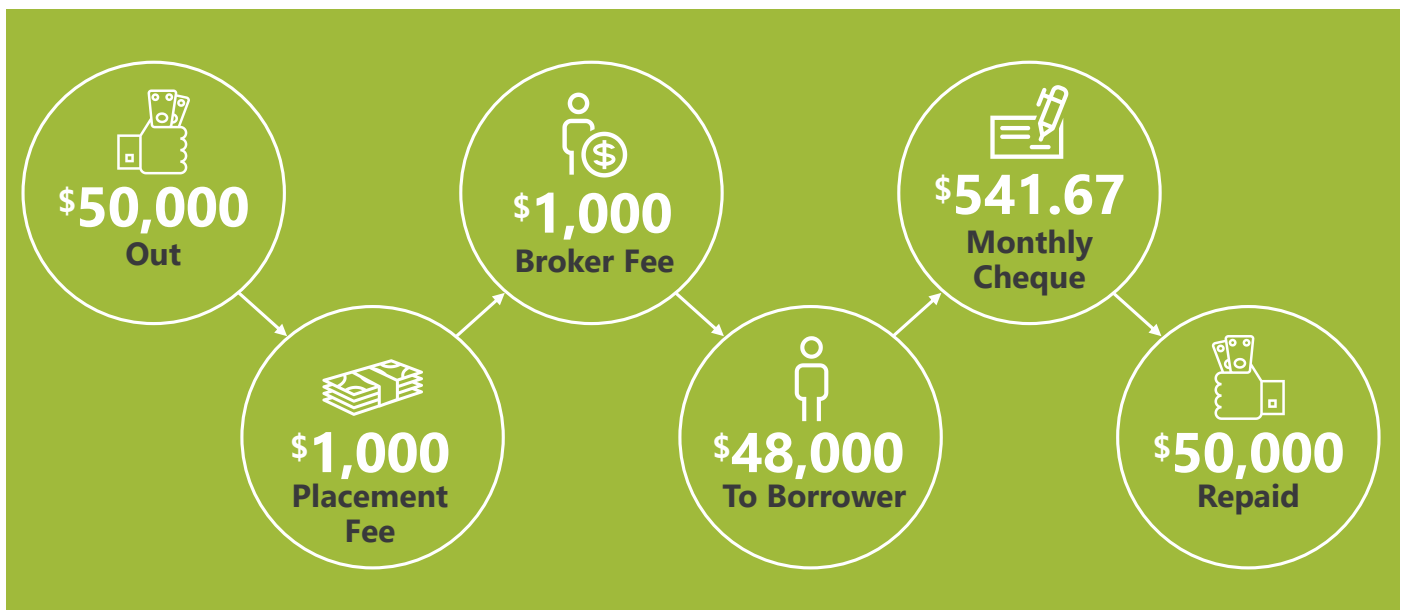 $50,000
Out
$1,000
Placement
Fee
$1,000
Broker Fee
$48,000
To Borrower
$541.67
Monthly
Cheque
$50,000
Repaid